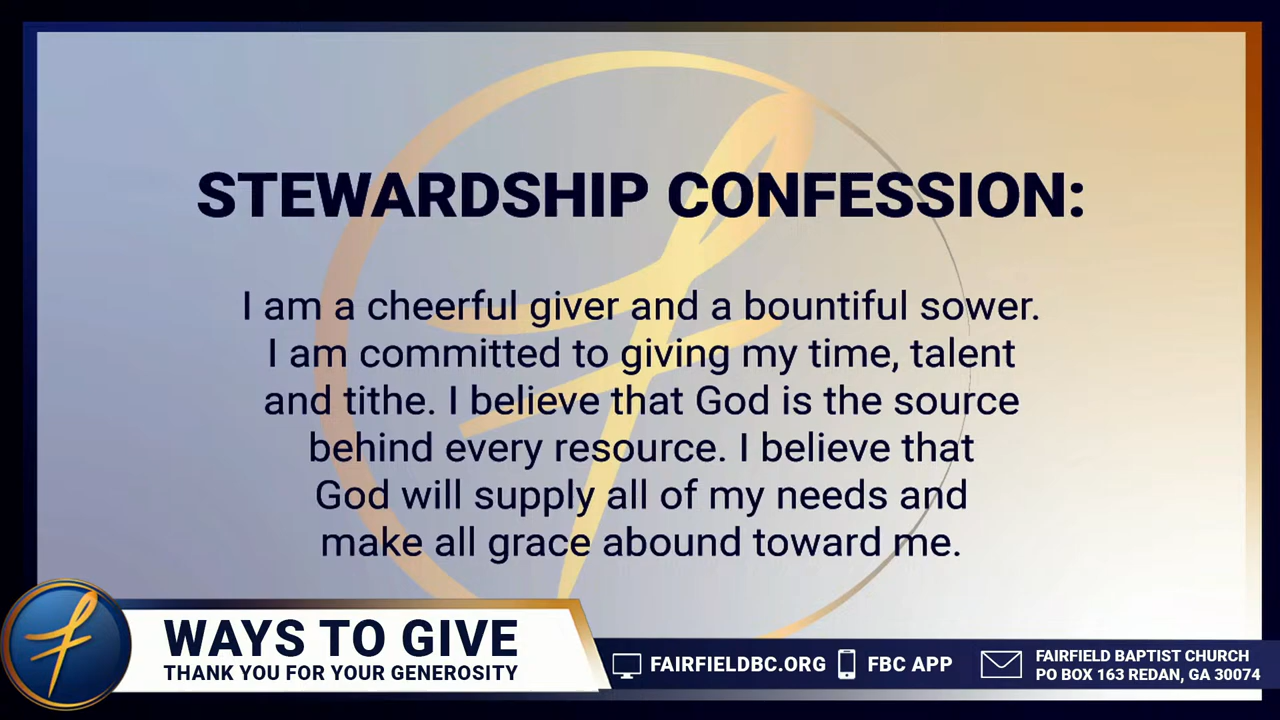 STEWARDSHIP CONFESSION:
I am a cheerful giver and a bountiful sower.
I am committed to giving my time, talent
and tithe. I believe that God is the source
behind every resource. I believe that
God will supply all of my needs and
make all grace abound toward me.
WAYS TO GIVE
THANK YOU FOR YOUR GENEROSITY
FAIRFIELDBC.ORG
FBC APP
FAIRFIELD BAPTIST CHURCH
PO BOX 163 REDAN, GA 30074